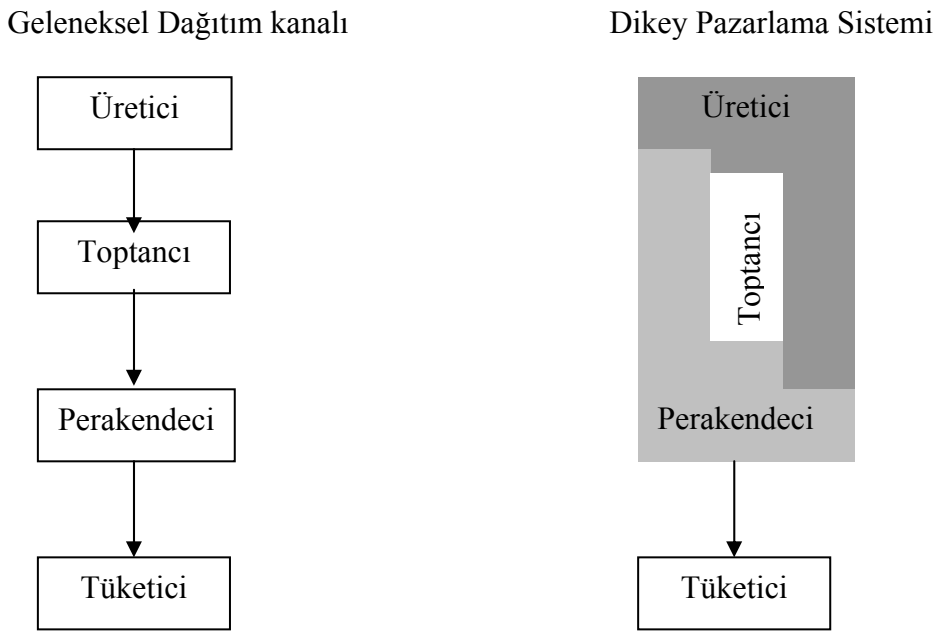 Geleneksel Dağıtım kanalı
Dikey Pazarlama Sistemi
Üretici
Toptancı
Perakendeci
Tüketici
Üretici
Toptancı
Perakendeci
Tüketici